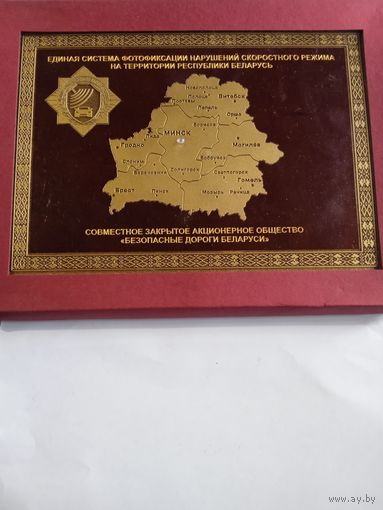 ЕДИНАЯ СИСТЕМА ФОТОФИКСАЦИИ НАРУШЕНИЙ СКОРОСТНОГО РЕЖИМА
НА ТЕРРИТОРИИ РЕСПУБЛИКИ БЕЛАРУСЬ
Новополоцк
Полоцк
Витебск
Поставы
Лепель
Орша
Борисов
Лида
МИНСК
Гродно
Могилёв
Слоним
Бобруйск
Барановичи
Солигорск
Светлогорск
Гомель
Брест
Пинск
Мозырь
Речица
СОВМЕСТНОЕ ЗАКРЫТОЕ АКЦИОНЕРНОЕ ОБЩЕСТВО
«БЕЗОПАСНЫЕ ДОРОГИ БЕЛАРУСИ»
www.ay.by